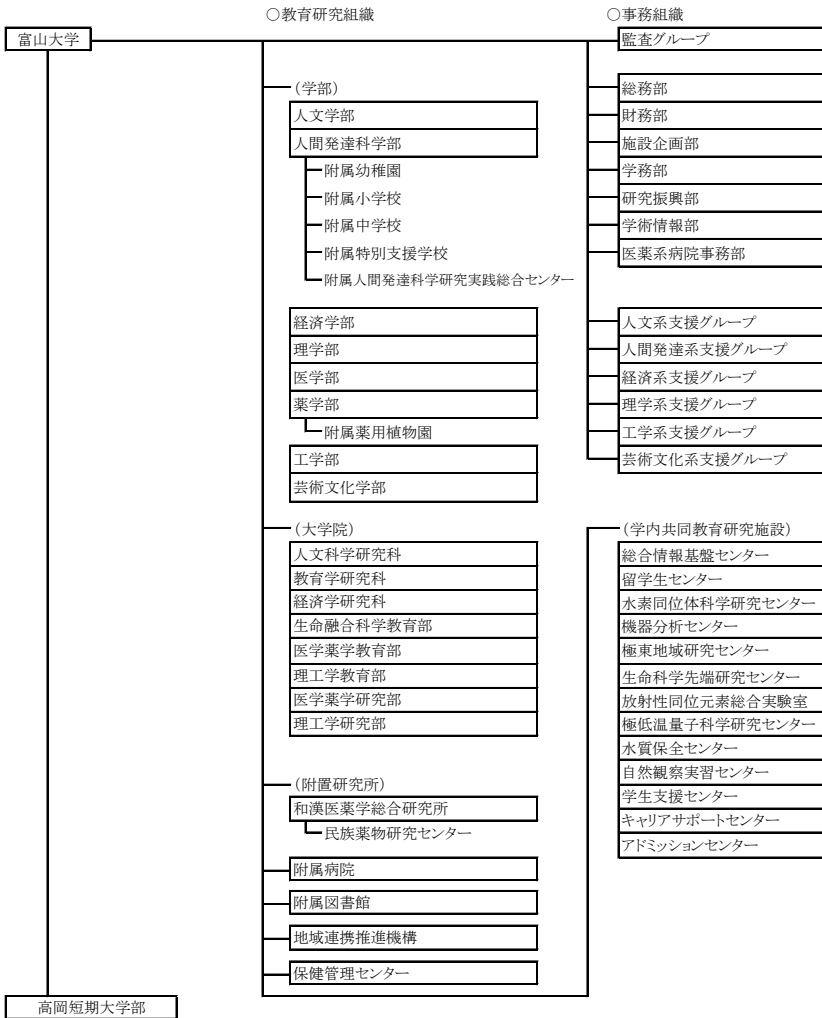 ○教育研究組織
○事務組織
富山大学
監査グループ
(学部)
人文学部
人間発達科学部
附属幼稚園
附属小学校
附属中学校
附属特別支援学校
附属人間発達科学研究実践総合センター
経済学部
理学部
医学部
薬学部
附属薬用植物園
工学部
芸術文化学部
(大学院)
人文科学研究科
教育学研究科
経済学研究科
生命融合科学教育部
医学薬学教育部
理工学教育部
医学薬学研究部
理工学研究部
(附置研究所)
和漢医薬学総合研究所
民族薬物研究センター
附属病院
附属図書館
地域連携推進機構
保健管理センター
総務部
財務部
施設企画部
学務部
研究振興部
学術情報部
医薬系病院事務部
人文系支援グループ
人間発達系支援グループ
経済系支援グループ
理学系支援グループ
工学系支援グループ
芸術文化系支援グループ
(学内共同教育研究施設)
総合情報基盤センター
留学生センター
水素同位体科学研究センター
機器分析センター
極東地域研究センター
生命科学先端研究センター
放射性同位元素総合実験室
極低温量子科学研究センター
水質保全センター
自然観察実習センター
学生支援センター
キャリアサポートセンター
アドミッションセンター
高岡短期大学部